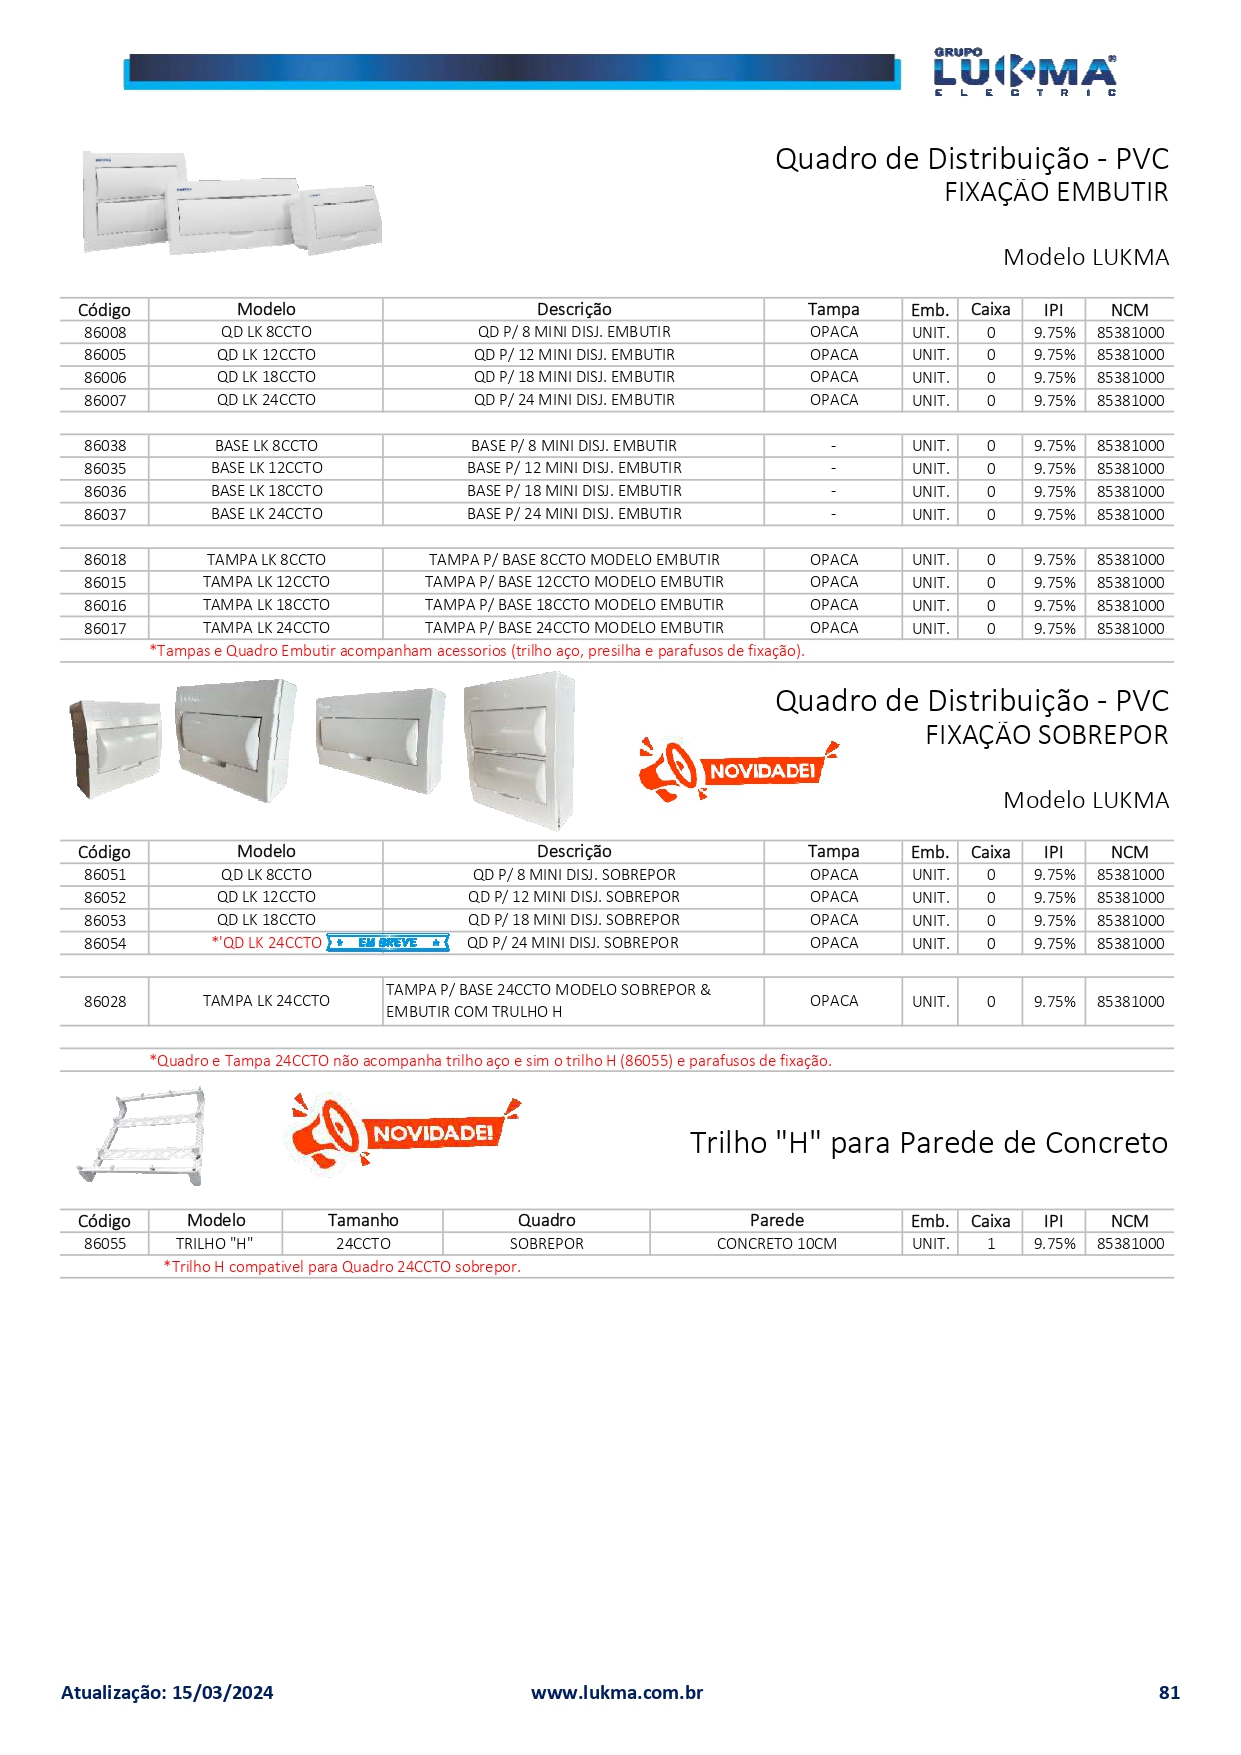 GRUPO
LUKMA
ELECTRIC
Quadro de Distribuição - PVC
FIXAÇÃO EMBUTIR
Modelo LUKMA
Código Modelo Descrição Tampa Emb. Caixa IPI NCM
86008 QD LK 8CCTO QD P/ 8 MINI DISJ. EMBUTIR OPACA UNIT. 0 9.75% 85381000
86005 QD LK 12CCTO QD P/ 12 MINI DISJ. EMBUTIR OPACA UNIT. 0 9.75% 85381000
86006 QD LK 18CCTO QD P/ 18 MINI DISJ. EMBUTIR OPACA UNIT. 0 9.75% 85381000
86007 QD LK 24CCTO QD P/ 24 MINI DISJ. EMBUTIR OPACA UNIT. 0 9.75% 85381000
86038 BASE LK 8CCTO BASE P/ 8 MINI DISJ. EMBUTIR - UNIT. 0 9.75% 85381000
86035 BASE LK 12CCTO BASE P/ 12 MINI DISJ. EMBUTIR - UNIT. 0 9.75% 85381000
86036 BASE LK 18CCTO BASE P/ 18 MINI DISJ. EMBUTIR - UNIT. 0 9.75% 85381000
86037 BASE LK 24CCTO BASE P/ 24 MINI DISJ. EMBUTIR - UNIT. 0 9.75% 85381000
86018 TAMPA LK 8CCTO TAMPA P/ BASE 8CCTO MODELO EMBUTIR OPACA UNIT. 0 9.75% 85381000
86015 TAMPA LK 12CCTO TAMPA P/ BASE 12CCTO MODELO EMBUTIR OPACA UNIT. 0 9.75% 85381000
86016 TAMPA LK 18CCTO TAMPA P/ BASE 18CCTO MODELO EMBUTIR OPACA UNIT. 0 9.75% 85381000
86017 TAMPA LK 24CCTO TAMPA P/ BASE 24CCTO MODELO EMBUTIR OPACA UNIT. 0 9.75% 85381000
*Tampas e Quadro Embutir acompanham acessorios (trilho aço, presilha e parafusos de fixação).
Quadro de Distribuição - PVC
FIXAÇÃO SOBREPOR
NOVIDADE!
Modelo LUKMA
Código Modelo Descrição Tampa Emb. Caixa IPI NCM
86051 QD LK 8CCTO QD P/ 8 MINI DISJ. SOBREPOR OPACA UNIT. 0 9.75% 85381000
86052 QD LK 12CCTO QD P/ 12 MINI DISJ. SOBREPOR OPACA UNIT. 0 9.75% 85381000
86053 QD LK 18CCTO QD P/ 18 MINI DISJ. SOBREPOR OPACA UNIT. 0 9.75% 85381000
86054 *'QD LK 24CCTO EM BREVE QD P/ 24 MINI DISJ. SOBREPOR OPACA UNIT. 0 9.75% 85381000
86028 TAMPA LK 24CCTO TAMPA P/ BASE 24CCTO MODELO SOBREPOR & OPACA UNIT. 0 9.75% 85381000
EMBUTIR COM TRULHO H
*Quadro e Tampa 24CCTO não acompanha trilho aço e sim o trilho H (86055) e parafusos de fixação.
NOVIDADE!
Trilho "H" para Parede de Concreto
Código Modelo Tamanho Quadro Parede Emb. Caixa IPI NCM
86055 TRILHO "H" 24CCTO SOBREPOR CONCRETO 10CM UNIT. 1 9.75% 85381000
*Trilho H compativel para Quadro 24CCTO sobrepor.
Atualização: 15/03/2024 www.lukma.com.br 81